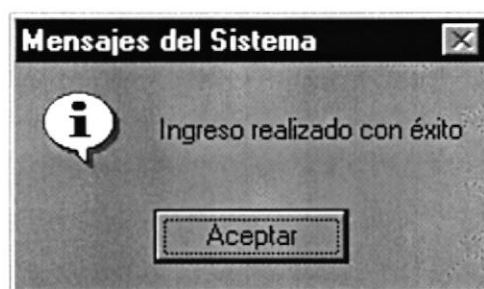 Mensajes del Sistema
Ingreso realizado con éxito
Aceptar